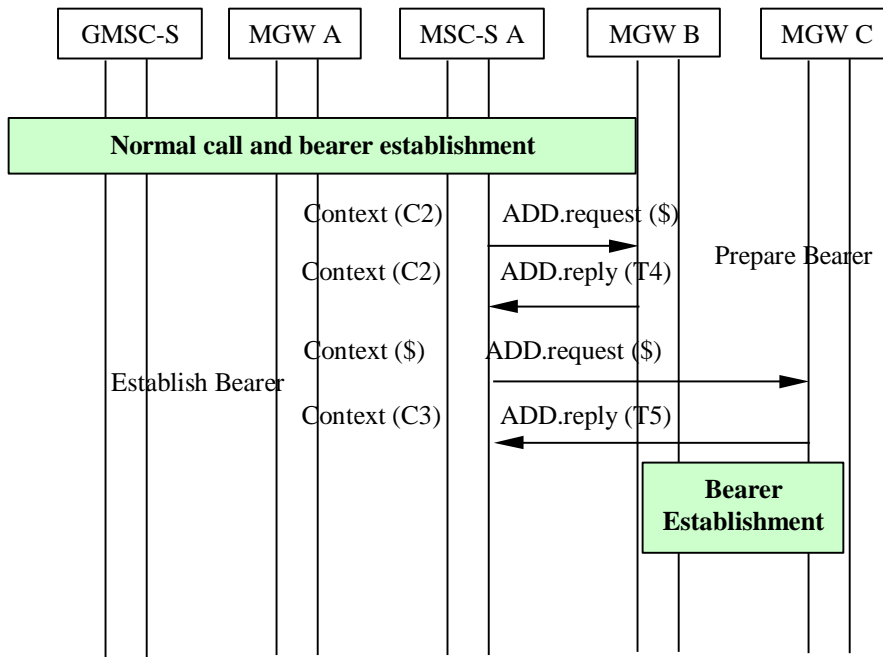 GMSC-S
MGW A
MSC-S A
MGW B
MGW C
Normal call and bearer establishment
Context (C2)
ADD.request ($)
Prepare Bearer
Context (C2)
ADD.reply (T4)
Context ($)
ADD.request ($)
Establish Bearer
Context (C3)
ADD.reply (T5)
Bearer
Establishment